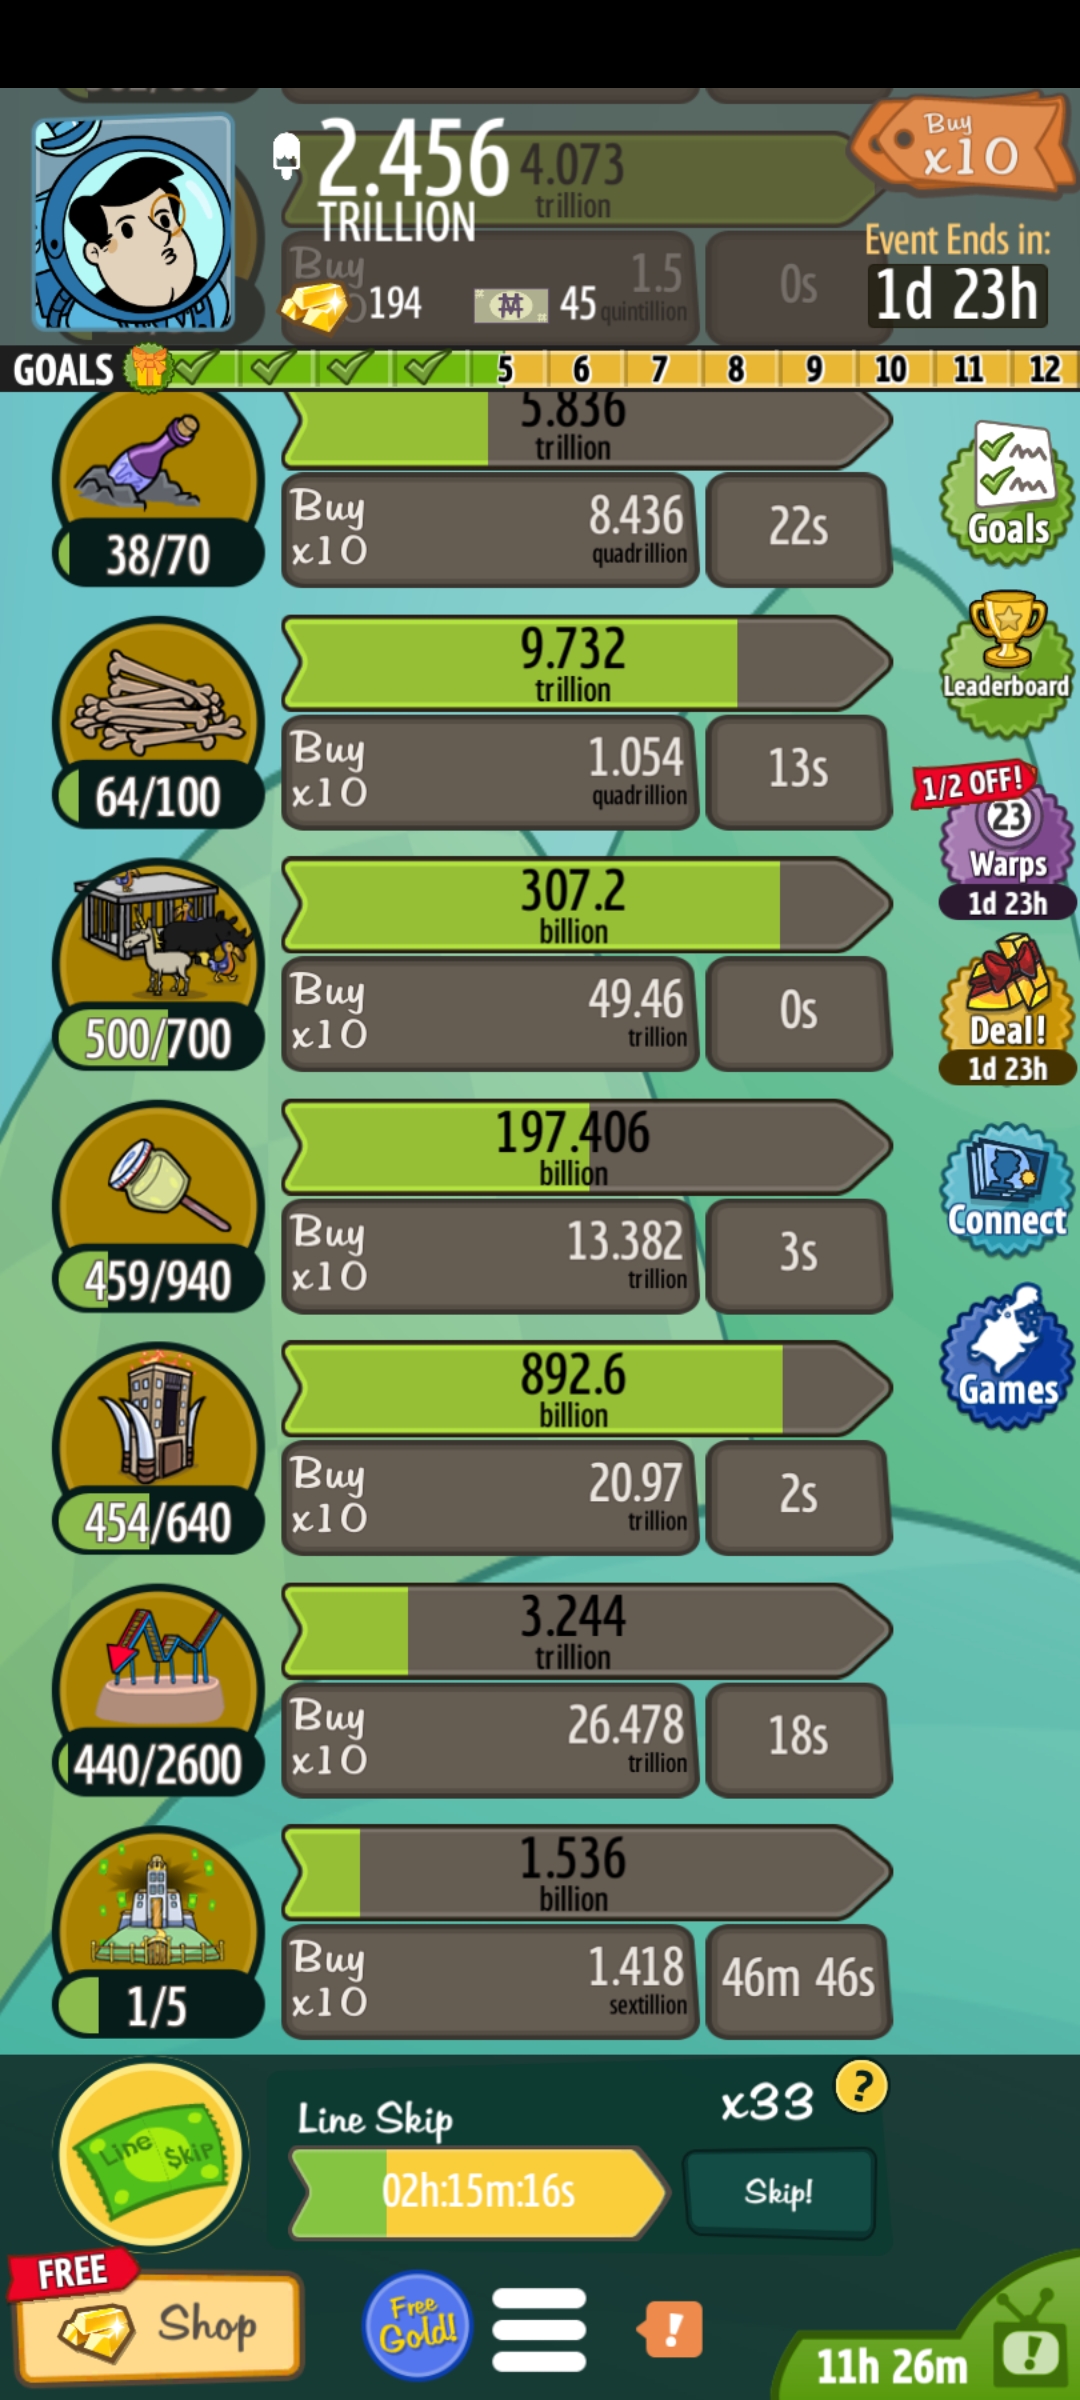 2.456
TRILLION
4.073
trillion
Buy
x10
Buy
1.5
quintillion
0s
194
45
Event Ends in:
1d 23h
GOALS
5
6
7
8
9
10
11
12
5.836
trillion
38/70
Buy
x10
8.436
quadrillion
22s
Goals
9.732
trillion
64/100
Buy
x10
1.054
quadrillion
13s
Leaderboard
1/2 OFF!
23
Warps
1d 23h
307.2
billion
500/700
Buy
x10
49.46
trillion
0s
Deal!
1d 23h
197.406
billion
459/940
Buy
x10
13.382
trillion
3s
Connect
892.6
billion
454/640
Buy
x10
20.97
trillion
2s
Games
3.244
trillion
440/2600
Buy
x10
26.478
trillion
18s
1.536
billion
1/5
Buy
x10
1.418
sextillion
46m 46s
Line $kip
Line Skip
x33
?
02h:15m:16s
Skip!
FREE
Shop
Free
Gold!
!
11h 26m
!